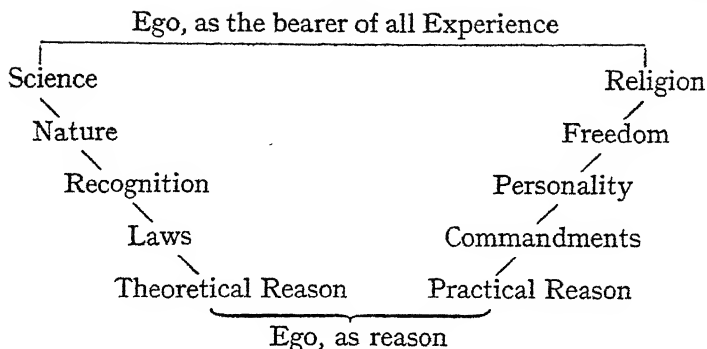 Ego, as the bearer of all Experience
Science Religion
Nature Freedom
Recognition Personality
Laws Commandments
Theoretical Reason Practical Reason
Ego, as reason